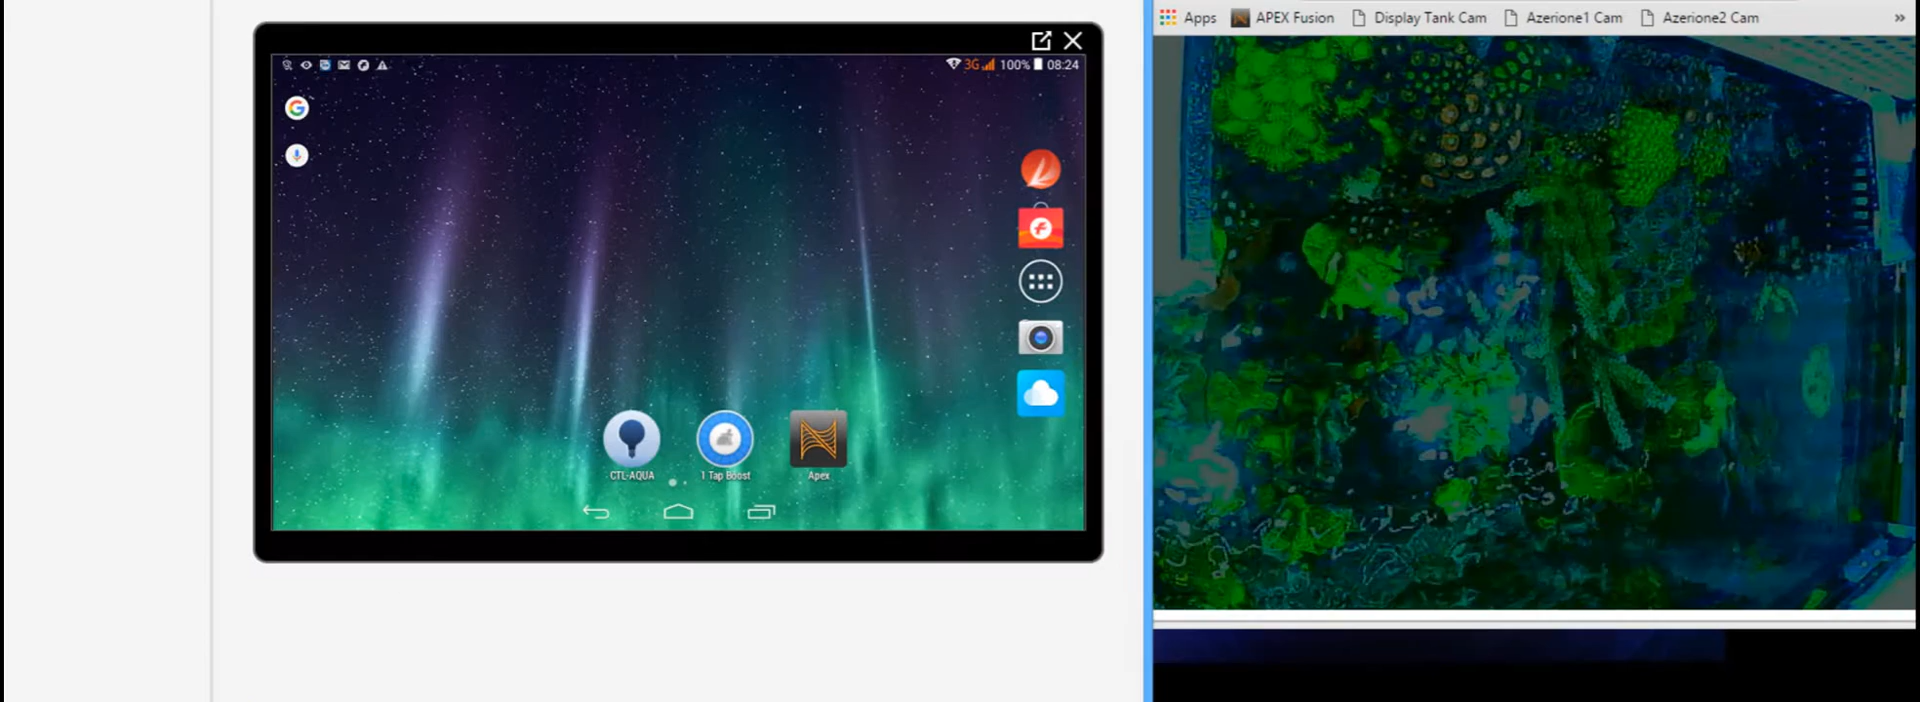 3G 100% 08:24
CTL-AQUA
1 Tap Boost
Apex
Apps APEX Fusion Display Tank Cam Azerione1 Cam Azerione2 Cam »